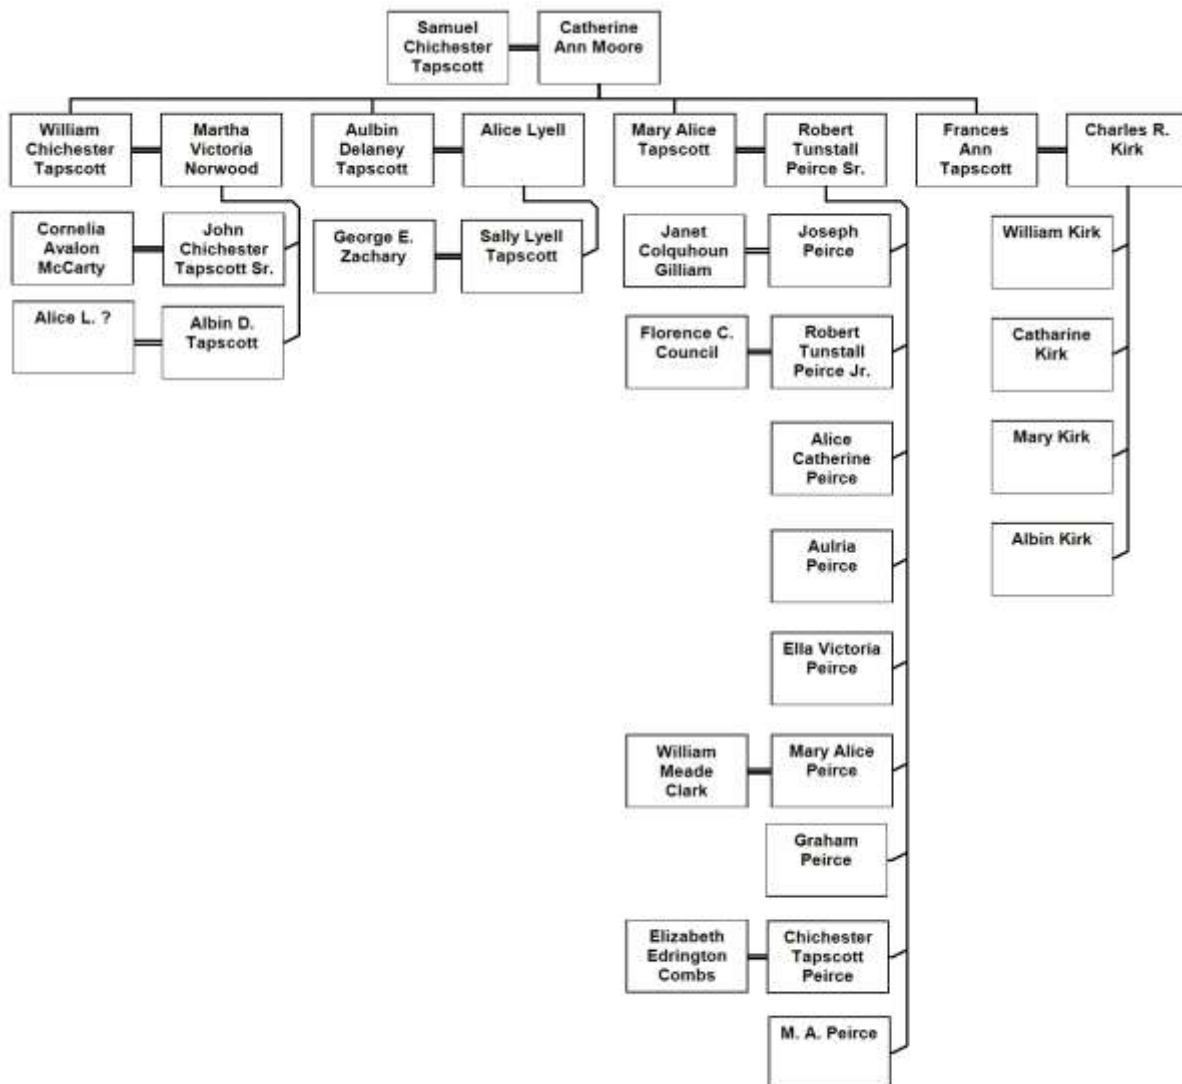 Samuel
Chichester
Tapscott
Catherine
Ann Moore
William
Chichester
Tapscott
Martha
Victoria
Norwood
Aulbin
Delaney
Tapscott
Alice Lyell
Mary Alice
Tapscott
Robert
Tunstall
Peirce Sr.
Frances
Ann
Tapscott
Charles R.
Kirk
Cornelia
Avalon
McCarty
John
Chichester
Tapscott Sr.
George E.
Zachary
Sally Lyell
Tapscott
Janet
Colquhoun
Gilliam
Joseph
Peirce
William Kirk
Alice L. ?
Albin D.
Tapscott
Florence C.
Council
Robert
Tunstall
Peirce Jr.
Catharine
Kirk
Alice
Catherine
Peirce
Mary Kirk
Aulria
Peirce
Albin Kirk
Ella Victoria
Peirce
William
Meade
Clark
Mary Alice
Peirce
Graham
Peirce
Elizabeth
Edrington
Combs
Chichester
Tapscott
Peirce
M. A. Peirce